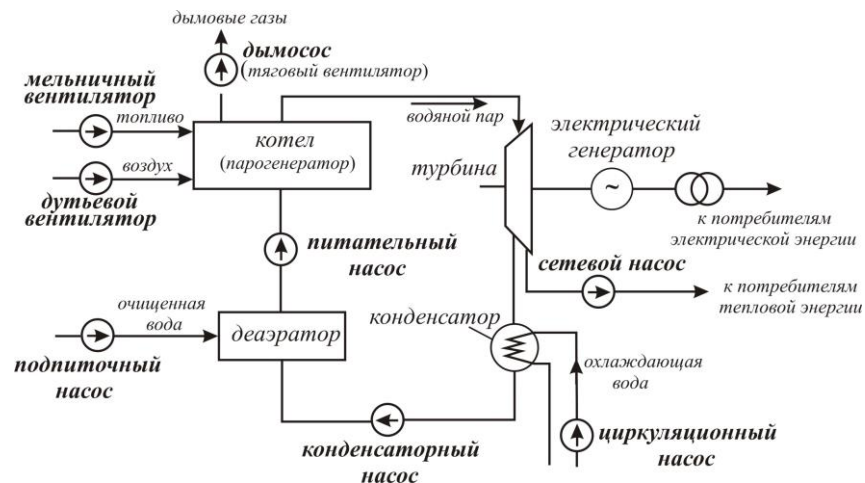 дымовые газы
дымосос
(тяговый вентилятор)
мельничный
вентилятор
топливо
водяной пар
электрический
генератор
котел
(парогенератор)
воздух
турбина
~
дутьевой
вентилятор
к потребителям
электрической энергии
питательный
насос
сетевой насос
к потребителям
тепловой энергии
очищенная
вода
деаэратор
конденсатор
подпиточный
насос
охлаждающая
вода
конденсаторный
насос
циркуляционный
насос